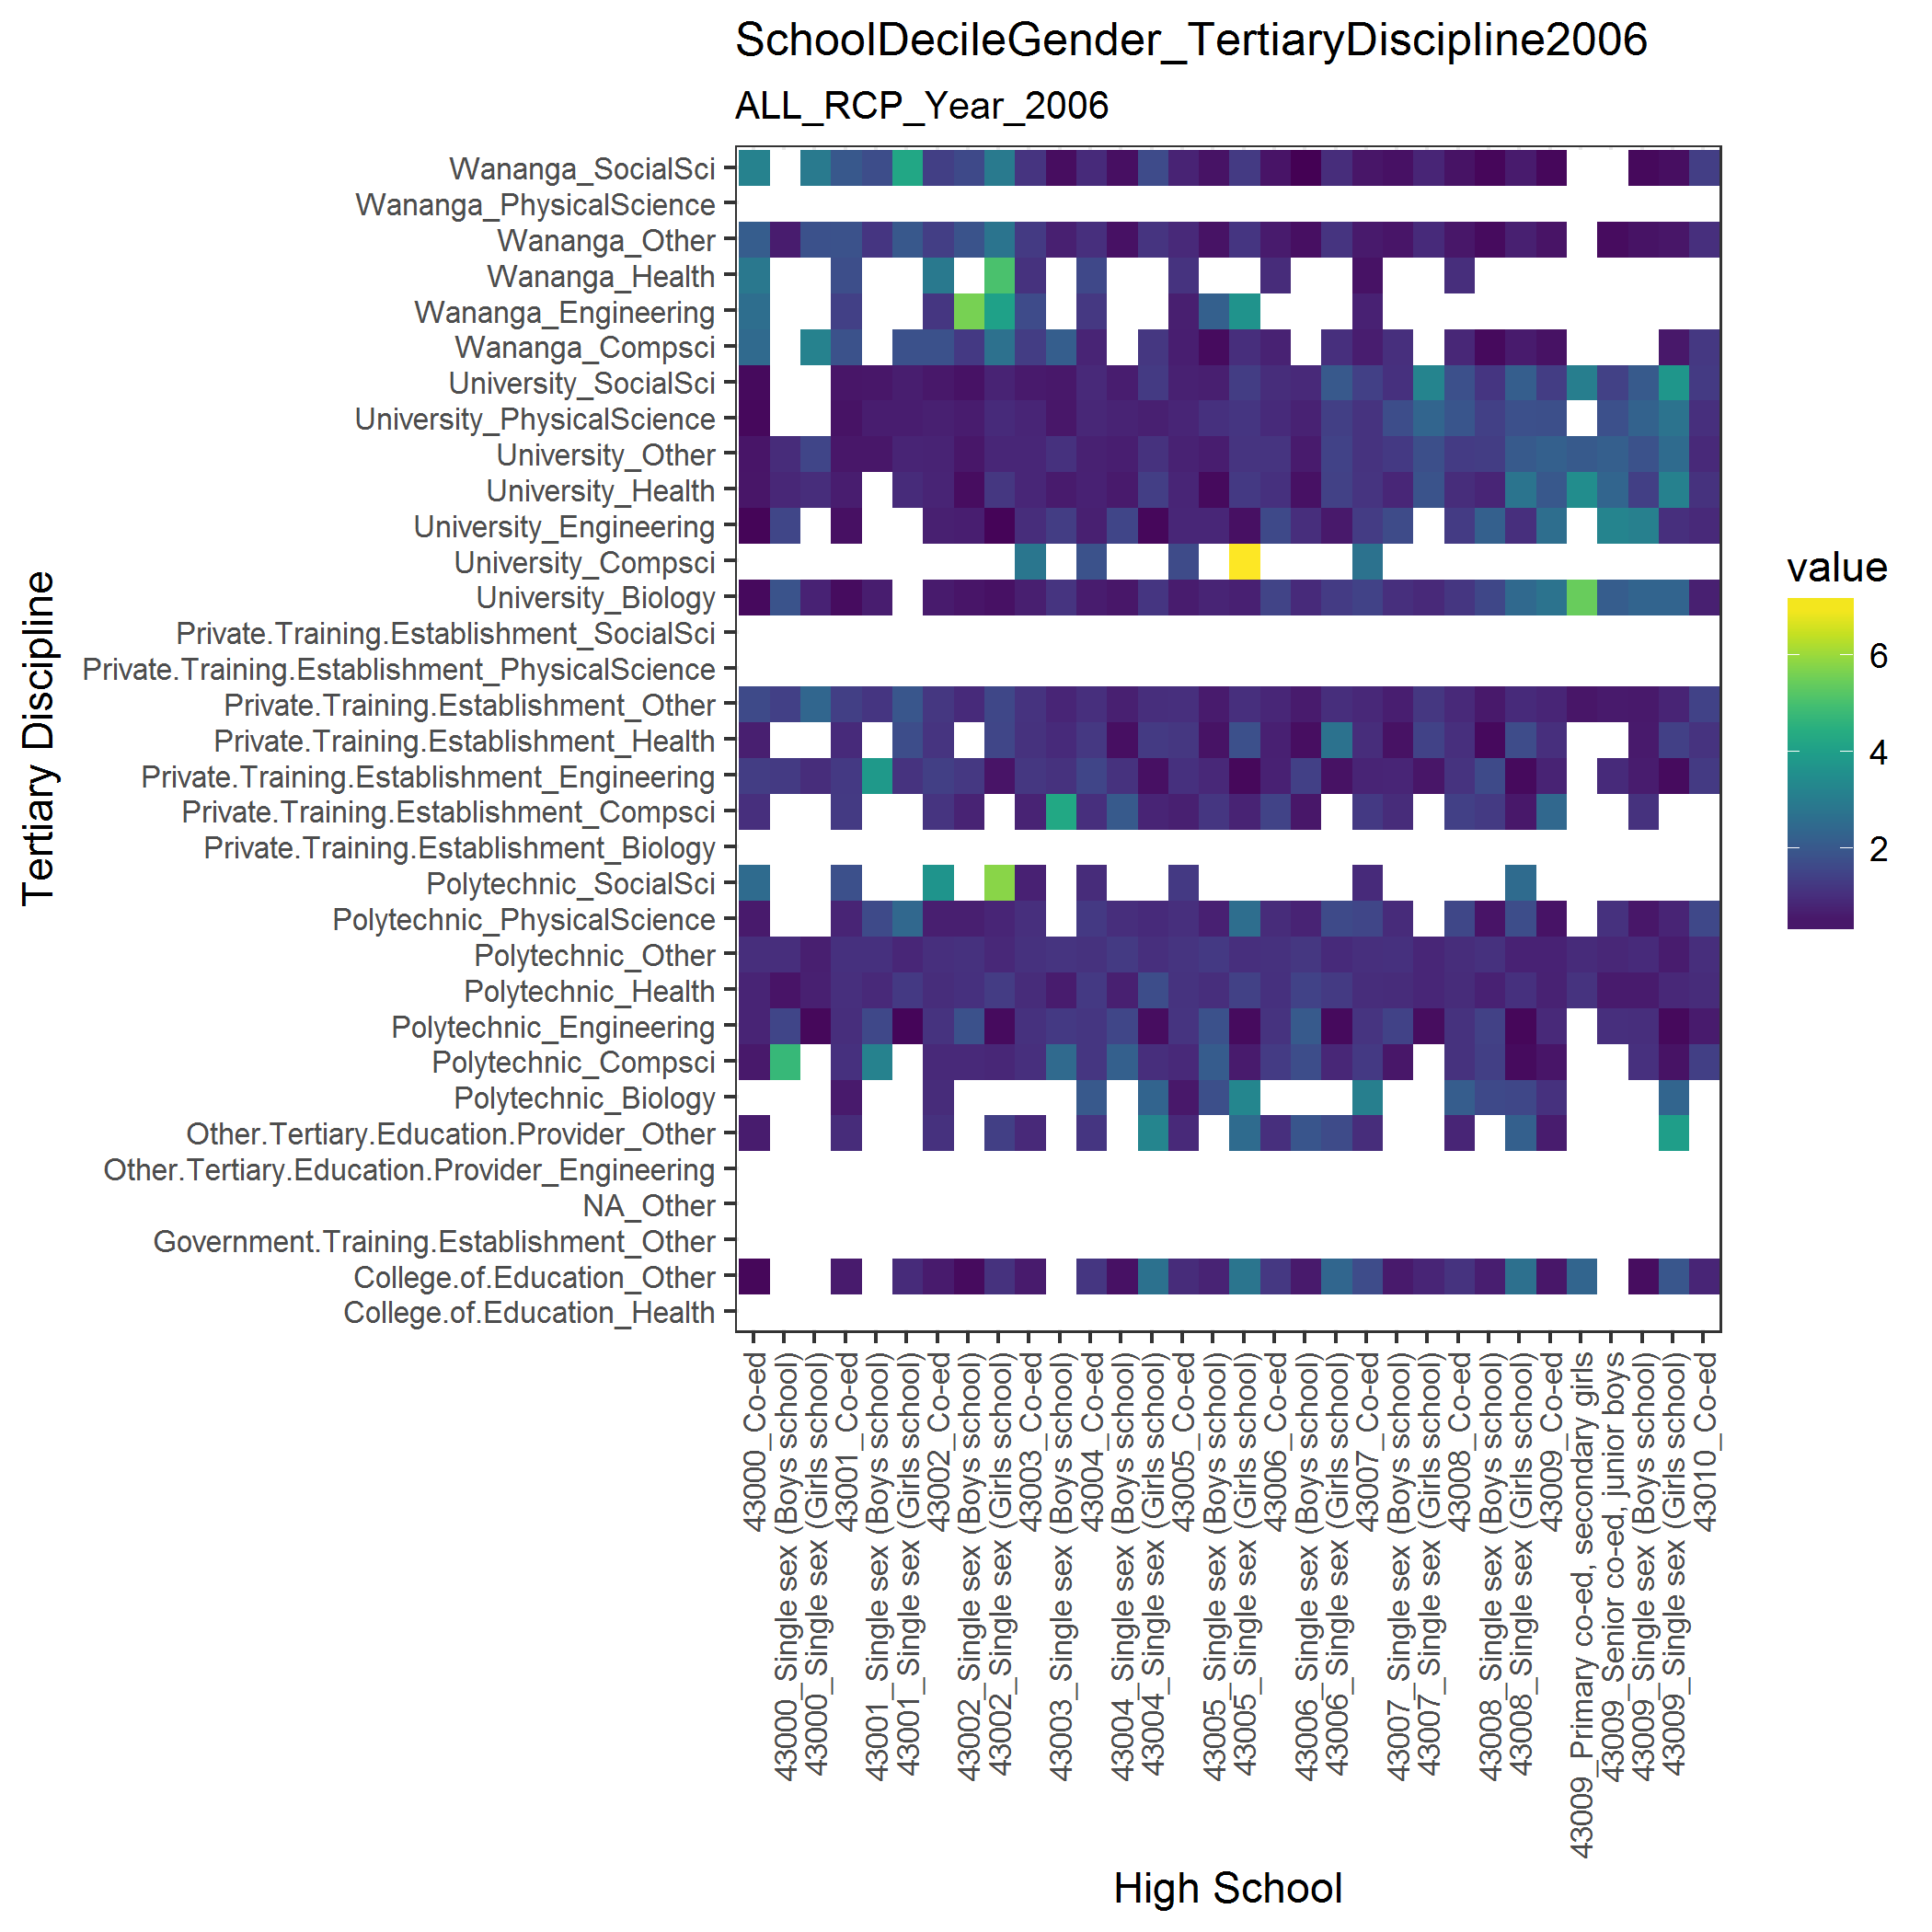 SchoolDecileGender_TertiaryDiscipline2006
ALL_RCP_Year_2006
Tertiary Discipline
Wananga_SocialSci
Wananga_PhysicalScience
Wananga_Other
Wananga_Health
Wananga_Engineering
Wananga_Compsci
University_SocialSci
University_PhysicalScience
University_Other
University_Health
University_Engineering
University_Compsci
University_Biology
Private.Training.Establishment_SocialSci
Private.Training.Establishment_PhysicalScience
Private.Training.Establishment_Other
Private.Training.Establishment_Health
Private.Training.Establishment_Engineering
Private.Training.Establishment_Compsci
Private.Training.Establishment_Biology
Polytechnic_SocialSci
Polytechnic_PhysicalScience
Polytechnic_Other
Polytechnic_Health
Polytechnic_Engineering
Polytechnic_Compsci
Polytechnic_Biology
Other.Tertiary.Education.Provider_Other
Other.Tertiary.Education.Provider_Engineering
NA_Other
Government.Training.Establishment_Other
College.of.Education_Other
College.of.Education_Health
43000_Co-ed
43000_Single sex (Boys school)
43000_Single sex (Girls school)
43001_Co-ed
43001_Single sex (Boys school)
43001_Single sex (Girls school)
43002_Co-ed
43002_Single sex (Boys school)
43002_Single sex (Girls school)
43003_Co-ed
43003_Single sex (Boys school)
43004_Co-ed
43004_Single sex (Boys school)
43004_Single sex (Girls school)
43005_Co-ed
43005_Single sex (Boys school)
43005_Single sex (Girls school)
43006_Co-ed
43006_Single sex (Boys school)
43006_Single sex (Girls school)
43007_Co-ed
43007_Single sex (Boys school)
43007_Single sex (Girls school)
43008_Co-ed
43008_Single sex (Boys school)
43008_Single sex (Girls school)
43009_Co-ed
43009_Primary co-ed, secondary girls
43009_Senior co-ed, junior boys
43009_Single sex (Boys school)
43009_Single sex (Girls school)
43010_Co-ed
High School
value
6
4
2